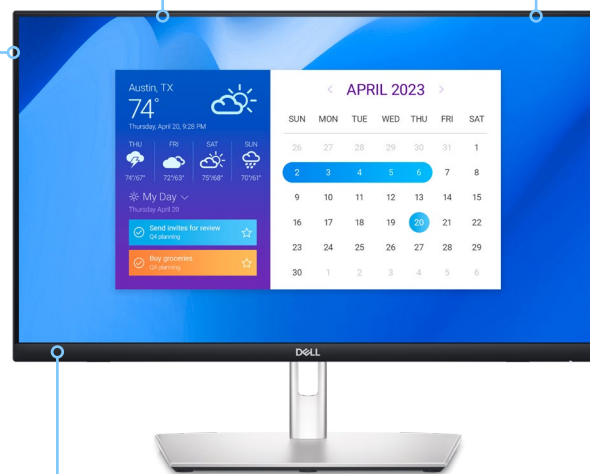 Austin, TX
74°
Thursday, April 20, 9:28 PM
THU FRI SAT SUN
74°/67° 72°/63° 75°/68° 70°/61°
My Day
Thursday April 20
Send invites for review
Q4 planning
Buy groceries
Q4 planning
< APRIL 2023 >
SUN MON TUE WED THU FRI SAT
26 27 28 29 30 31 1
2 3 4 5 6 7 8
9 10 11 12 13 14 15
16 17 18 19 20 21 22
23 24 25 26 27 28 29
30 1 2 3 4 5 6
DELL